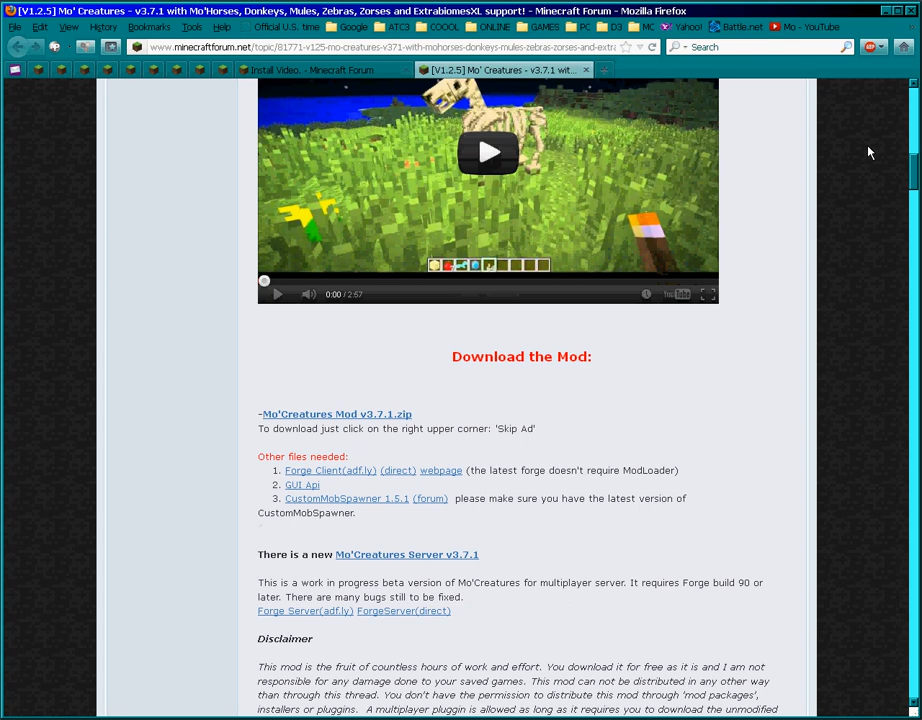 [V1.2.5] Mo' Creatures - v3.7.1 with Mo'Horses, Donkeys, Mules, Zebras, Zorses and ExtrabiomesXL support! - Minecraft Forum - Mozilla Firefox
File Edit View History Bookmarks Tools Help Official U.S. time Google ATC3 COOOL ONLINE GAMES PC D3 MC Yahoo! Battle.net Mo - YouTube
www.minecraftforum.net/topic/81771-v125-mo-creatures-v371-with-mohorses-donkeys-mules-zebras-zorses-and-extra Search
Install Video. - Minecraft Forum [V1.2.5] Mo' Creatures - v3.7.1 wit...
0:00 / 2:57 YouTube
Download the Mod:
-Mo'Creatures Mod v3.7.1.zip
To download just click on the right upper corner: 'Skip Ad'
Other files needed:
1. Forge Client(adf.ly) (direct) webpage (the latest forge doesn't require ModLoader)
2. GUI Api
3. CustomMobSpawner 1.5.1 (forum) please make sure you have the latest version of
CustomMobSpawner.
There is a new Mo'Creatures Server v3.7.1
This is a work in progress beta version of Mo'Creatures for multiplayer server. It requires Forge build 90 or
later. There are many bugs still to be fixed.
Forge Server(adf.ly) ForgeServer(direct)
Disclaimer
This mod is the fruit of countless hours of work and effort. You download it for free as it is and I am not
responsible for any damage done to your saved games. This mod can not be distributed in any other way
than through this thread. You don't have the permission to distribute this mod through 'mod packages',
installers or pluggins. A multiplayer pluggin is allowed as long as it requires you to download the unmodified